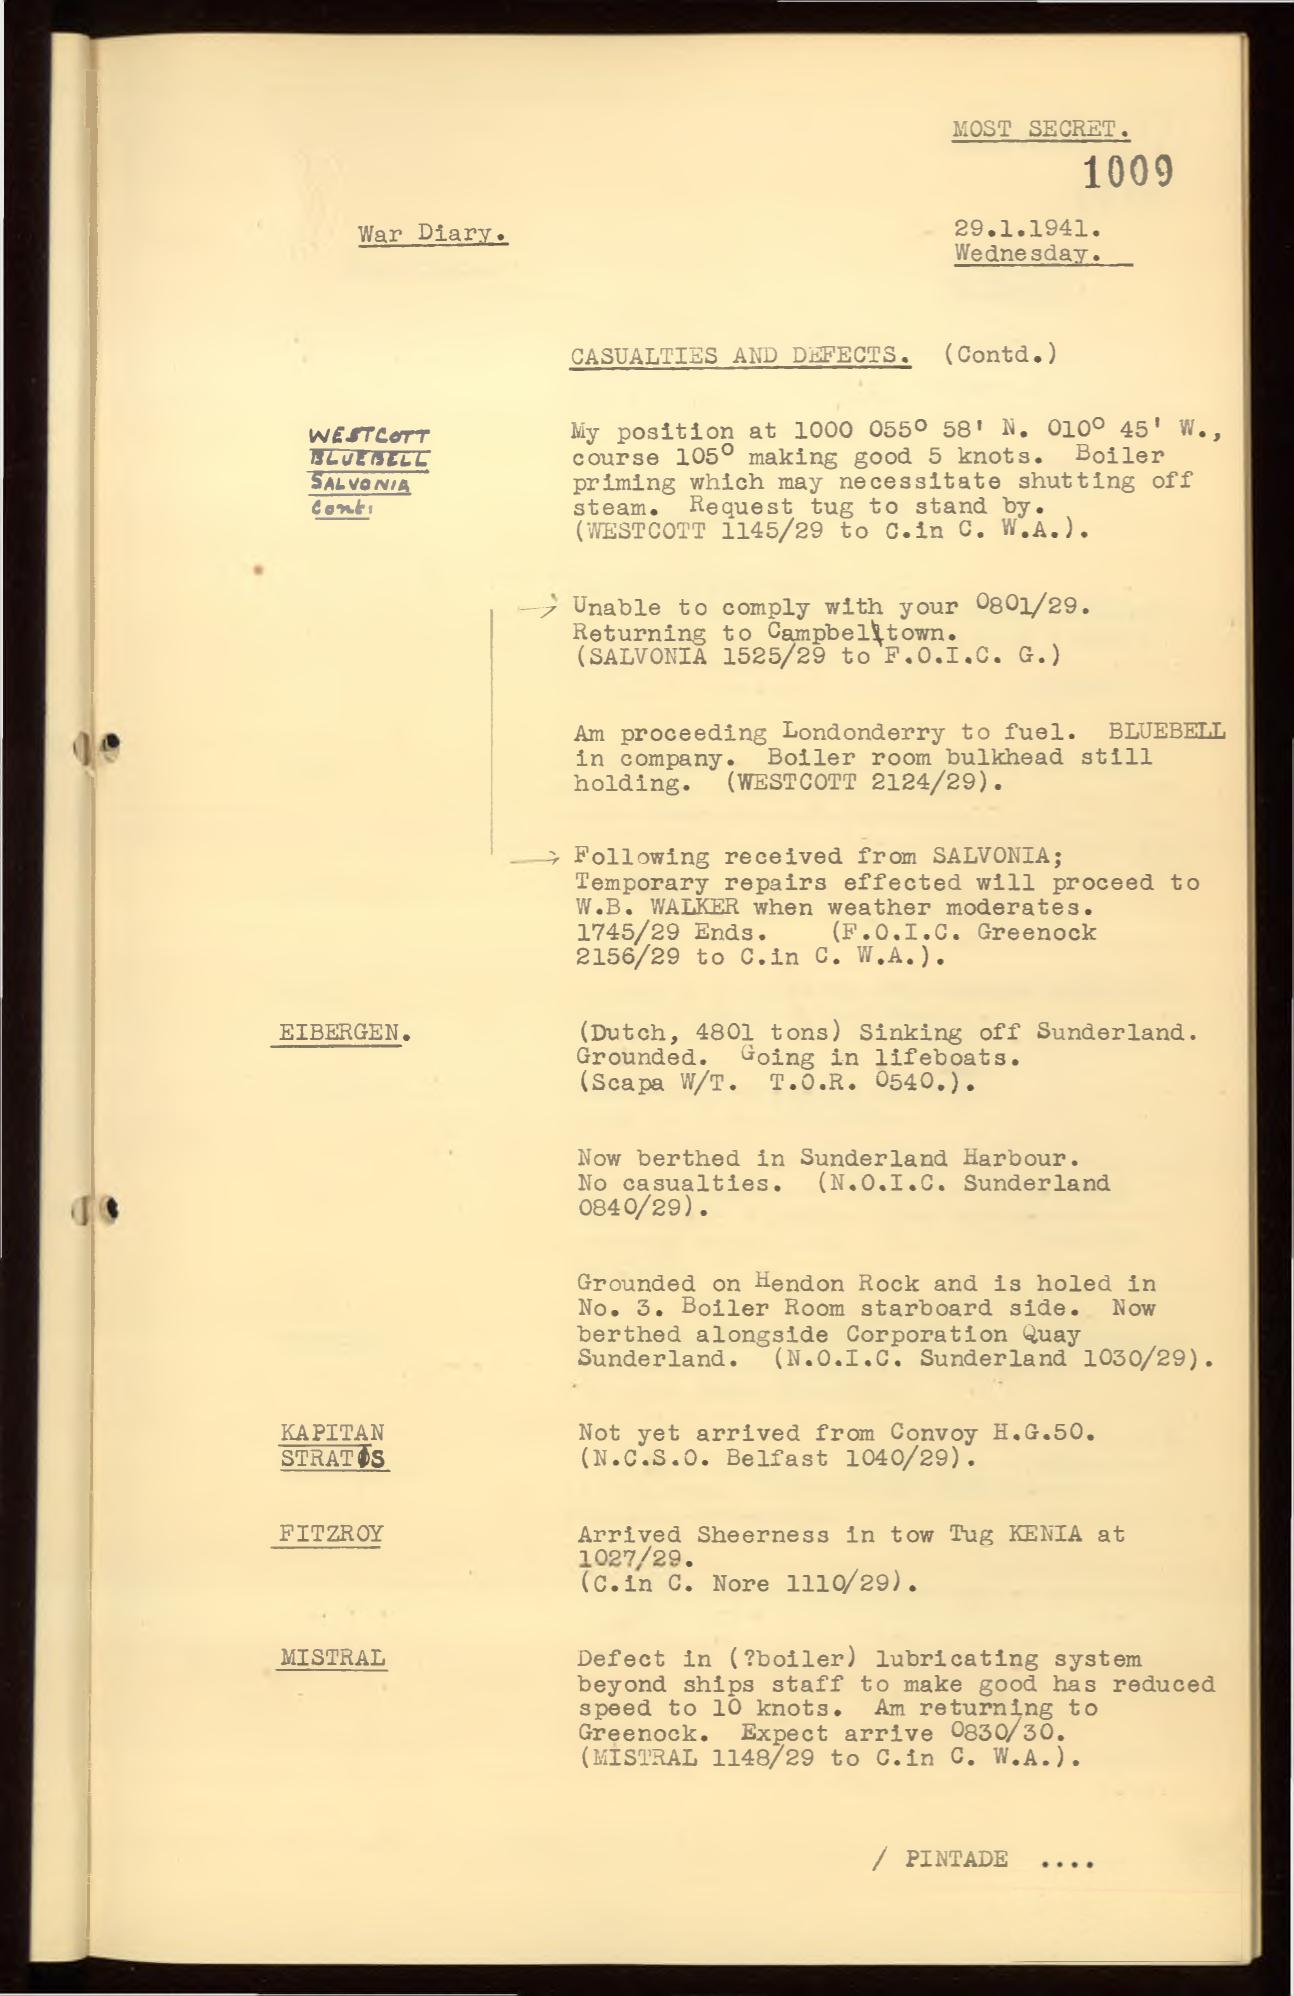 MOST SECRET.
1009
War Diary.
29.1.1941.
Wednesday.
CASUALTIES AND DEFECTS. (Contd.)
WESTCOTT
BLUEBELL
SALVONIA
Cont:
My position at 1000 055° 58' N. 010° 45' W.,
course 105° making good 5 knots. Boiler
priming which may necessitate shutting off
steam. Request tug to stand by.
(WESTCOTT 1145/29 to C.in C. W.A.).
Unable to comply with your 0801/29.
Returning to Campbeltown.
(SALVONIA 1525/29 to F.O.I.C. G.)
Am proceeding Londonderry to fuel. BLUEBELL
in company. Boiler room bulkhead still
holding. (WESTCOTT 2124/29).
Following received from SALVONIA;
Temporary repairs effected will proceed to
W.B. WALKER when weather moderates.
1745/29 Ends. (F.O.I.C. Greenock
2156/29 to C.in C. W.A.).
EIBERGEN.
(Dutch, 4801 tons) Sinking off Sunderland.
Grounded. Going in lifeboats.
(Scapa W/T. T.O.R. 0540.).
Now berthed in Sunderland Harbour.
No casualties. (N.O.I.C. Sunderland
0840/29).
Grounded on Hendon Rock and is holed in
No. 3. Boiler Room starboard side. Now
berthed alongside Corporation Quay
Sunderland. (N.O.I.C. Sunderland 1030/29).
KAPITAN
STRATIS
Not yet arrived from Convoy H.G.50.
(N.C.S.O. Belfast 1040/29).
FITZROY
Arrived Sheerness in tow Tug KENIA at
1027/29.
(C.in C. Nore 1110/29).
MISTRAL
Defect in (?boiler) lubricating system
beyond ships staff to make good has reduced
speed to 10 knots. Am returning to
Greenock. Expect arrive 0830/30.
(MISTRAL 1148/29 to C.in C. W.A.).
/ PINTADE ....